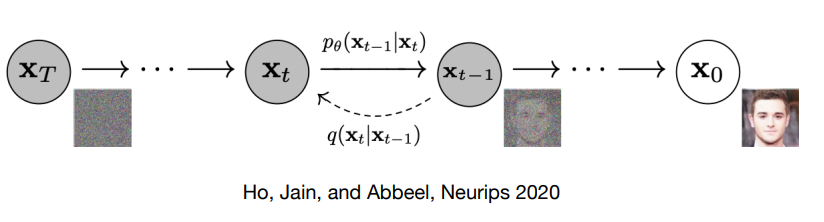 p_θ(x_{t−1}|x_t)
x_T → ··· → x_t → x_{t−1} → ··· → x_0
q(x_t|x_{t−1})
Ho, Jain, and Abbeel, Neurips 2020